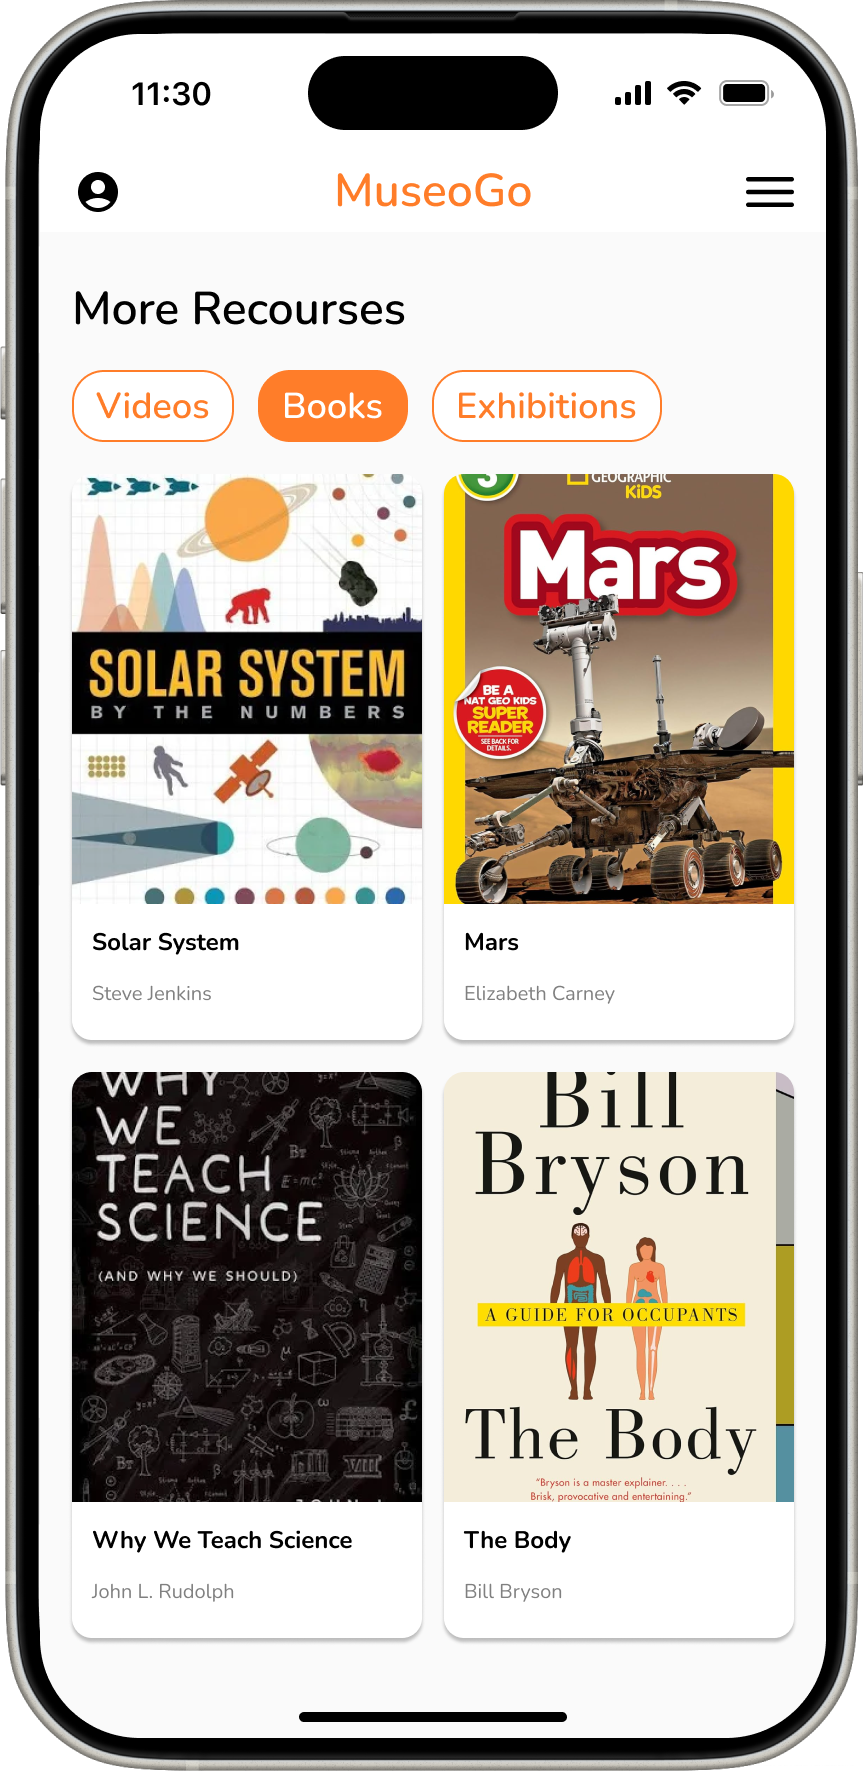 11:30
MuseoGo
More Recourses
Videos
Books
Exhibitions
SOLAR SYSTEM
BY THE NUMBERS
Solar System
Steve Jenkins
3
GEOGRAPHIC
KiDS
Mars
BE A
NAT GEO KIDS
SUPER
READER
SEE BACK FOR
DETAILS.
Mars
Elizabeth Carney
WHY
WE
TEACH
SCIENCE
(AND WHY WE SHOULD)
E=mc²
Why We Teach Science
John L. Rudolph
Bill
Bryson
A GUIDE FOR OCCUPANTS
The Body
"Bryson is a master explainer. . . .
Brisk, provocative and entertaining."
The Body
Bill Bryson